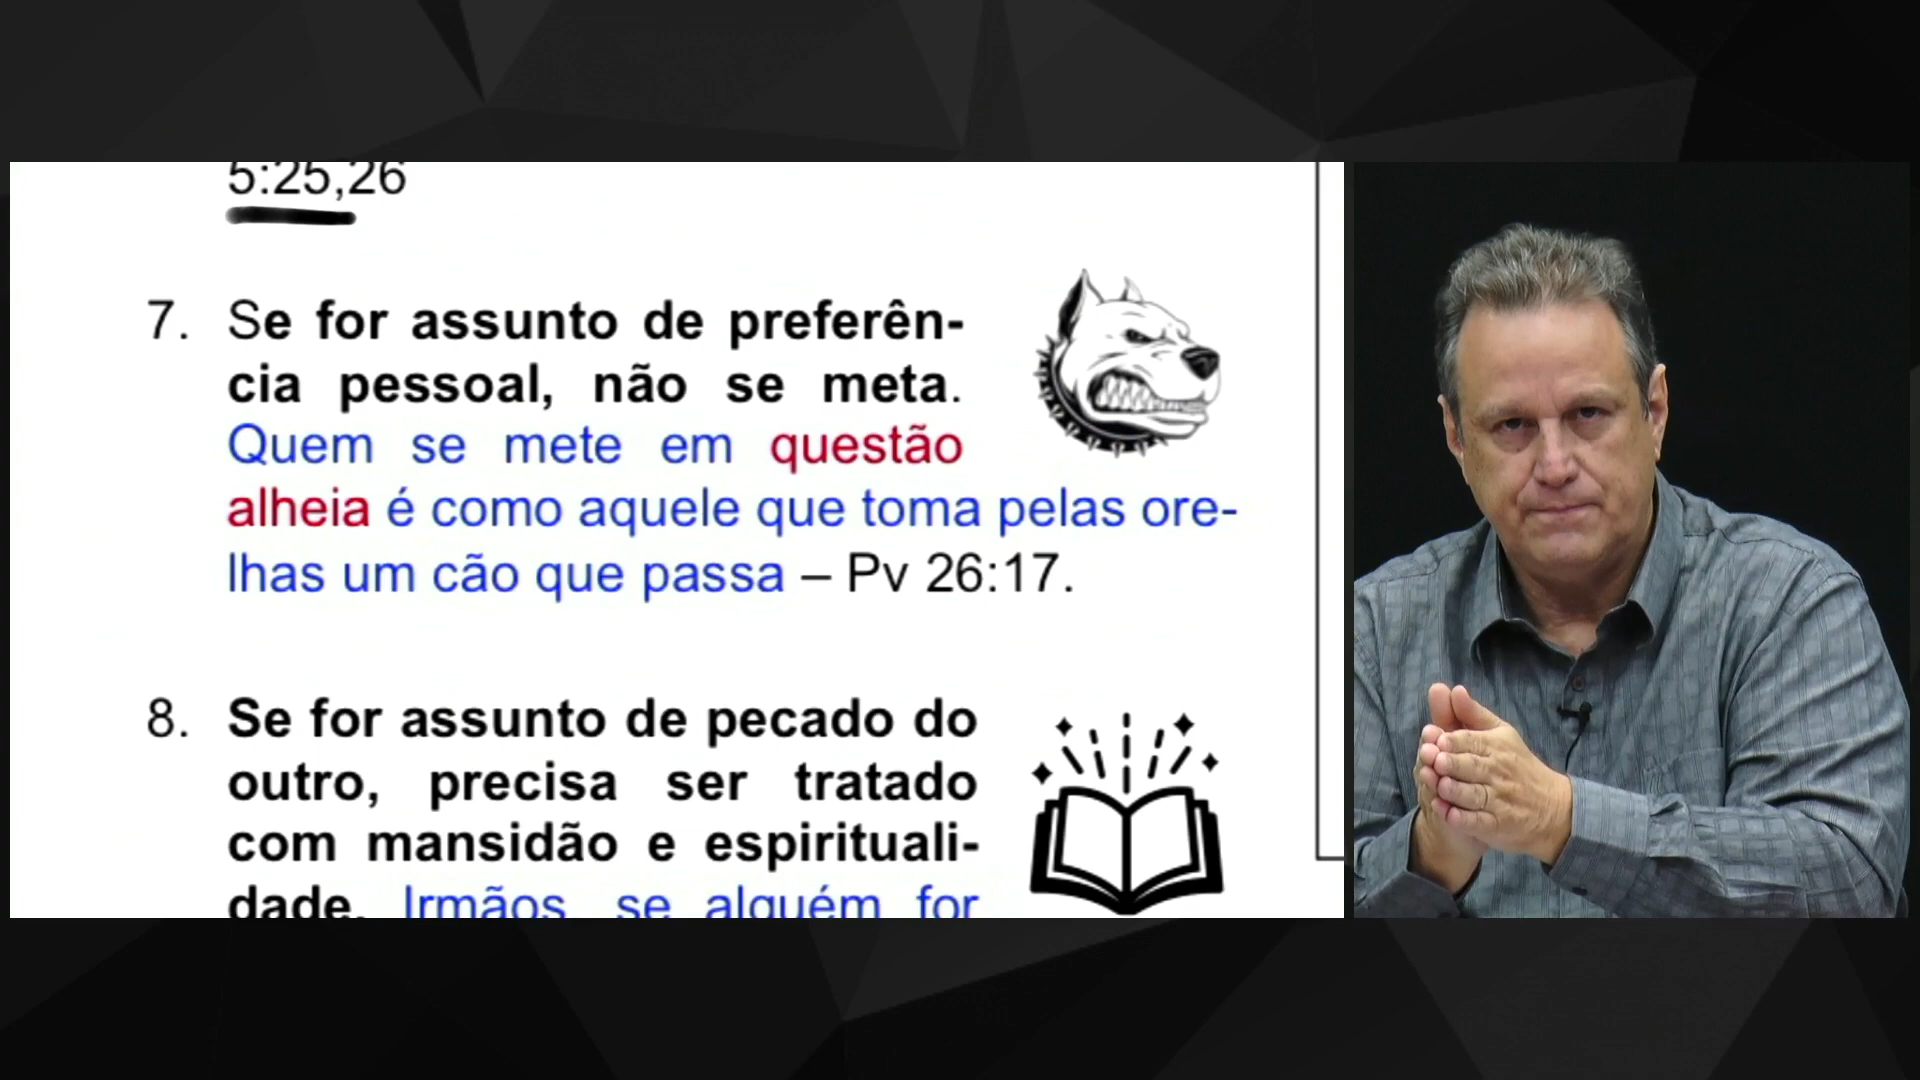 5:25,26
7. Se for assunto de preferên-
cia pessoal, não se meta.
Quem se mete em questão
alheia é como aquele que toma pelas ore-
lhas um cão que passa – Pv 26:17.
8. Se for assunto de pecado do
outro, precisa ser tratado
com mansidão e espirituali-
dade. Irmãos, se alguém for